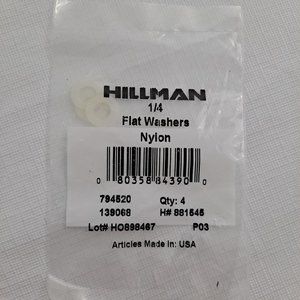 HILLMAN
1/4
Flat Washers
Nylon
0 80358 84390 0
794520 Qty: 4
139068 H# 881545
Lot# HO898467 P03
Articles Made in: USA